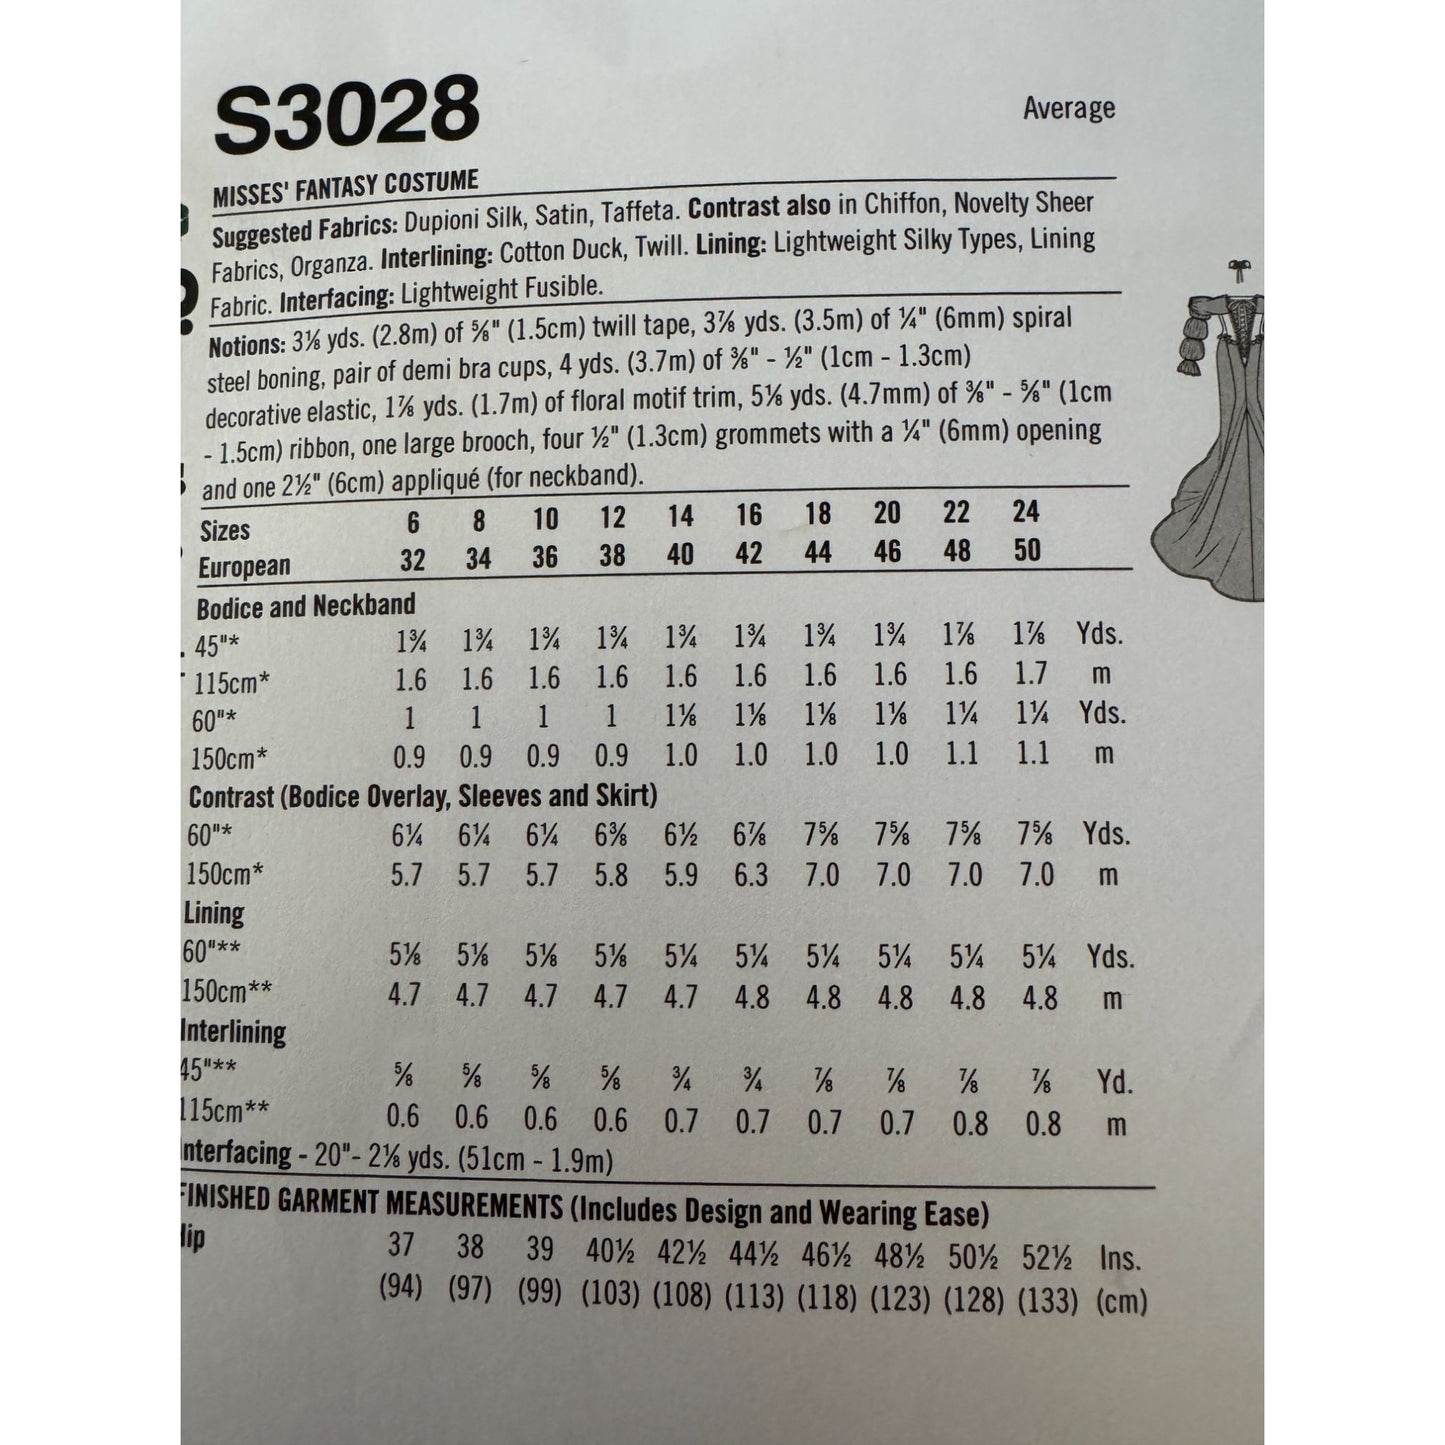 S3028
Average
MISSES' FANTASY COSTUME
Suggested Fabrics: Dupioni Silk, Satin, Taffeta. Contrast also in Chiffon, Novelty Sheer
Fabrics, Organza. Interlining: Cotton Duck, Twill. Lining: Lightweight Silky Types, Lining
Fabric. Interfacing: Lightweight Fusible.
Notions: 3⅛ yds. (2.8m) of ⅝" (1.5cm) twill tape, 3⅞ yds. (3.5m) of ¼" (6mm) spiral
steel boning, pair of demi bra cups, 4 yds. (3.7m) of ⅜" - ½" (1cm - 1.3cm)
decorative elastic, 1⅞ yds. (1.7m) of floral motif trim, 5⅛ yds. (4.7mm) of ⅜" - ⅝" (1cm
- 1.5cm) ribbon, one large brooch, four ½" (1.3cm) grommets with a ¼" (6mm) opening
and one 2½" (6cm) appliqué (for neckband).
Sizes 6 8 10 12 14 16 18 20 22 24
European 32 34 36 38 40 42 44 46 48 50
Bodice and Neckband
45"* 1¾ 1¾ 1¾ 1¾ 1¾ 1¾ 1¾ 1¾ 1⅞ 1⅞ Yds.
115cm* 1.6 1.6 1.6 1.6 1.6 1.6 1.6 1.6 1.6 1.7 m
60"* 1 1 1 1 1⅛ 1⅛ 1⅛ 1⅛ 1¼ 1¼ Yds.
150cm* 0.9 0.9 0.9 0.9 1.0 1.0 1.0 1.0 1.1 1.1 m
Contrast (Bodice Overlay, Sleeves and Skirt)
60"* 6¼ 6¼ 6¼ 6⅜ 6½ 6⅞ 7⅝ 7⅝ 7⅝ 7⅝ Yds.
150cm* 5.7 5.7 5.7 5.8 5.9 6.3 7.0 7.0 7.0 7.0 m
Lining
60"** 5⅛ 5⅛ 5⅛ 5⅛ 5¼ 5¼ 5¼ 5¼ 5¼ 5¼ Yds.
150cm** 4.7 4.7 4.7 4.7 4.7 4.8 4.8 4.8 4.8 4.8 m
Interlining
45"** ⅝ ⅝ ⅝ ⅝ ¾ ¾ ⅞ ⅞ ⅞ ⅞ Yd.
115cm** 0.6 0.6 0.6 0.6 0.7 0.7 0.7 0.7 0.8 0.8 m
nterfacing - 20"- 2⅛ yds. (51cm - 1.9m)
FINISHED GARMENT MEASUREMENTS (Includes Design and Wearing Ease)
Hip 37 38 39 40½ 42½ 44½ 46½ 48½ 50½ 52½ Ins.
(94) (97) (99) (103) (108) (113) (118) (123) (128) (133) (cm)